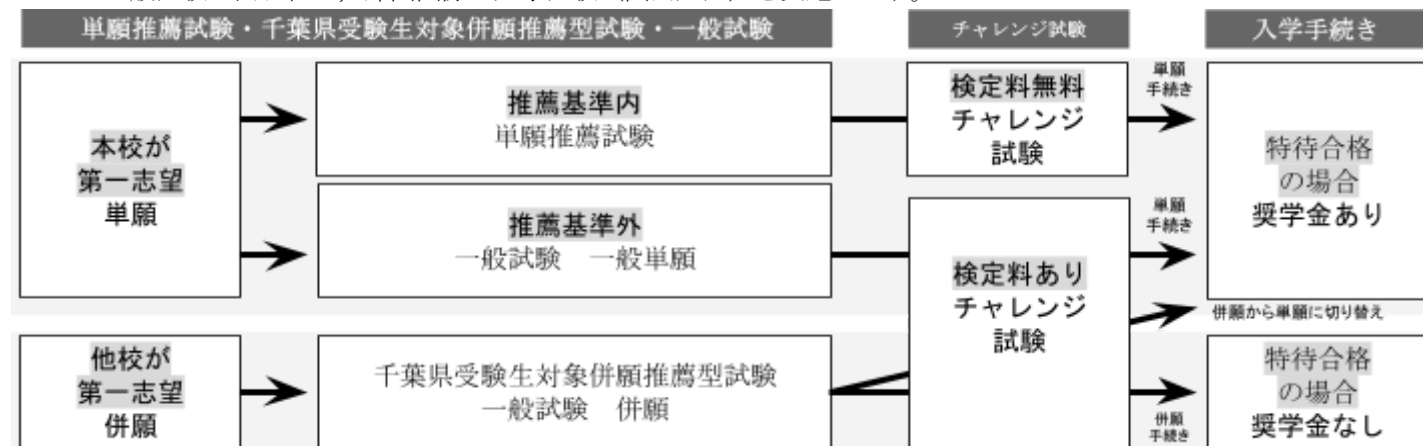 単願推薦試験・千葉県受験生対象併願推薦型試験・一般試験
チャレンジ試験
入学手続き
本校が
第一志望
単願
推薦基準内
単願推薦試験
検定料無料
チャレンジ
試験
単願
手続き
特待合格
の場合
奨学金あり
推薦基準外
一般試験　一般単願
検定料あり
チャレンジ
試験
単願
手続き
併願から単願に切り替え
他校が
第一志望
併願
千葉県受験生対象併願推薦型試験
一般試験　併願
併願
手続き
特待合格
の場合
奨学金なし